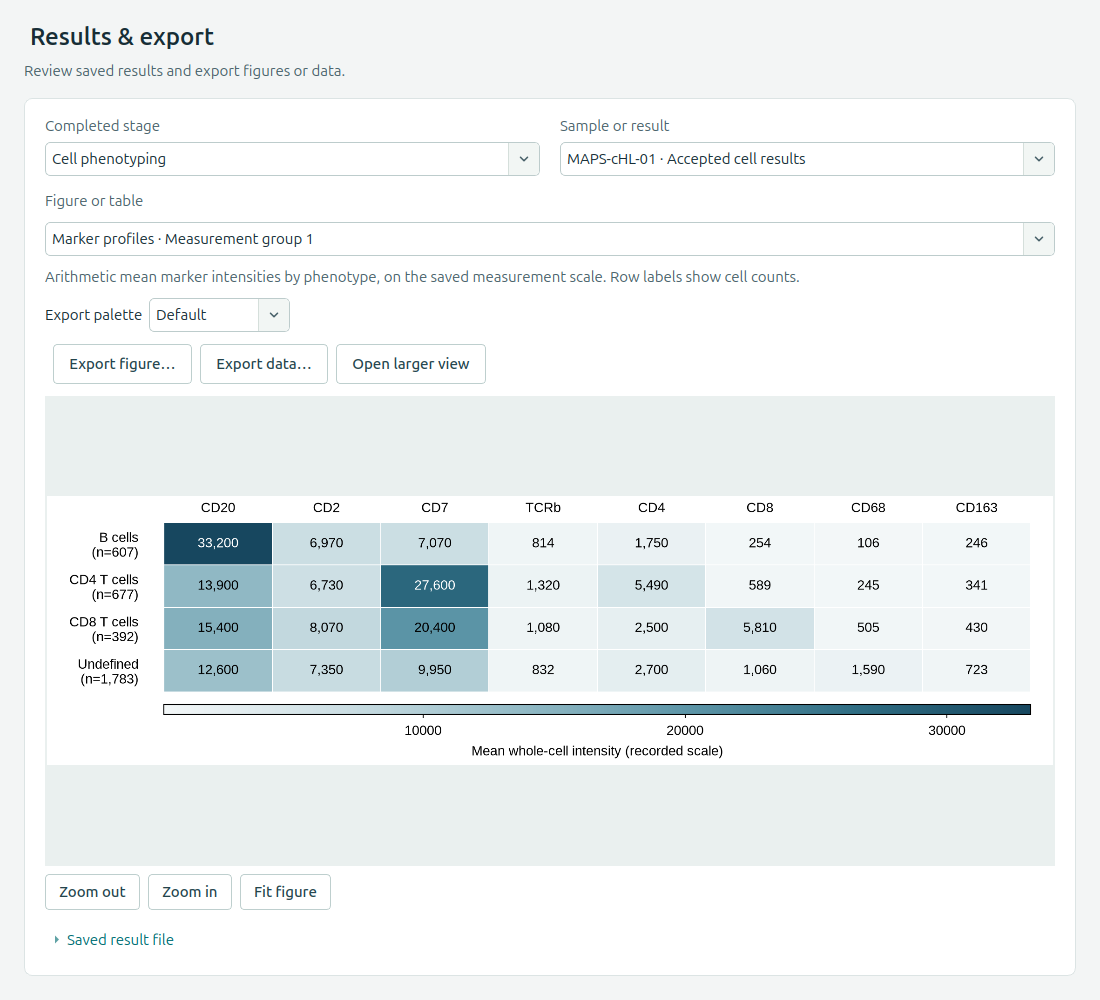 Results & export
Review saved results and export figures or data.
Completed stage
Sample or result
Cell phenotyping
MAPS-cHL-01 · Accepted cell results
Figure or table
Marker profiles · Measurement group 1
Arithmetic mean marker intensities by phenotype, on the saved measurement scale. Row labels show cell counts.
Export palette Default
Export figure… Export data… Open larger view
CD20 CD2 CD7 TCRb CD4 CD8 CD68 CD163
B cells
(n=607)
33,200 6,970 7,070 814 1,750 254 106 246
CD4 T cells
(n=677)
13,900 6,730 27,600 1,320 5,490 589 245 341
CD8 T cells
(n=392)
15,400 8,070 20,400 1,080 2,500 5,810 505 430
Undefined
(n=1,783)
12,600 7,350 9,950 832 2,700 1,060 1,590 723
10000 20000 30000
Mean whole-cell intensity (recorded scale)
Zoom out Zoom in Fit figure
Saved result file